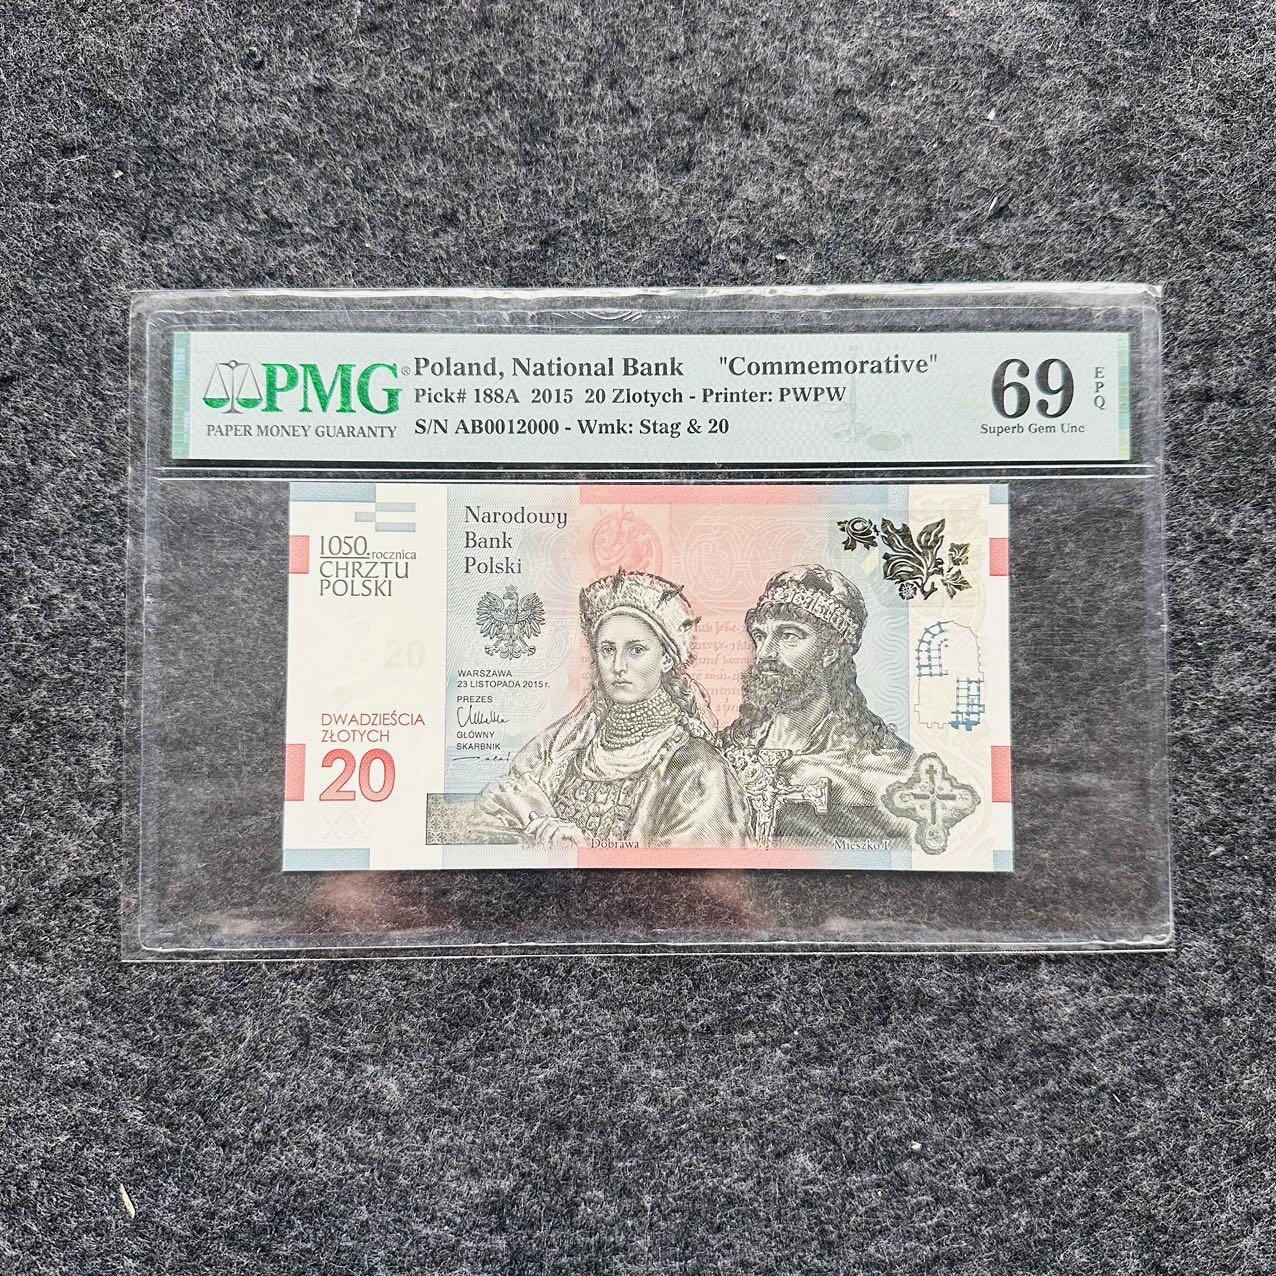 PMG®
PAPER MONEY GUARANTY
Poland, National Bank "Commemorative"
Pick# 188A 2015 20 Zlotych - Printer: PWPW
S/N AB0012000 - Wmk: Stag & 20
69
EPQ
Superb Gem Unc
1050. rocznica
CHRZTU
POLSKI
Narodowy
Bank
Polski
20
WARSZAWA
23 LISTOPADA 2015 r.
PREZES
GŁÓWNY
SKARBNIK
DWADZIEŚCIA
ZŁOTYCH
20
XX
Dobrawa
Mieszko I